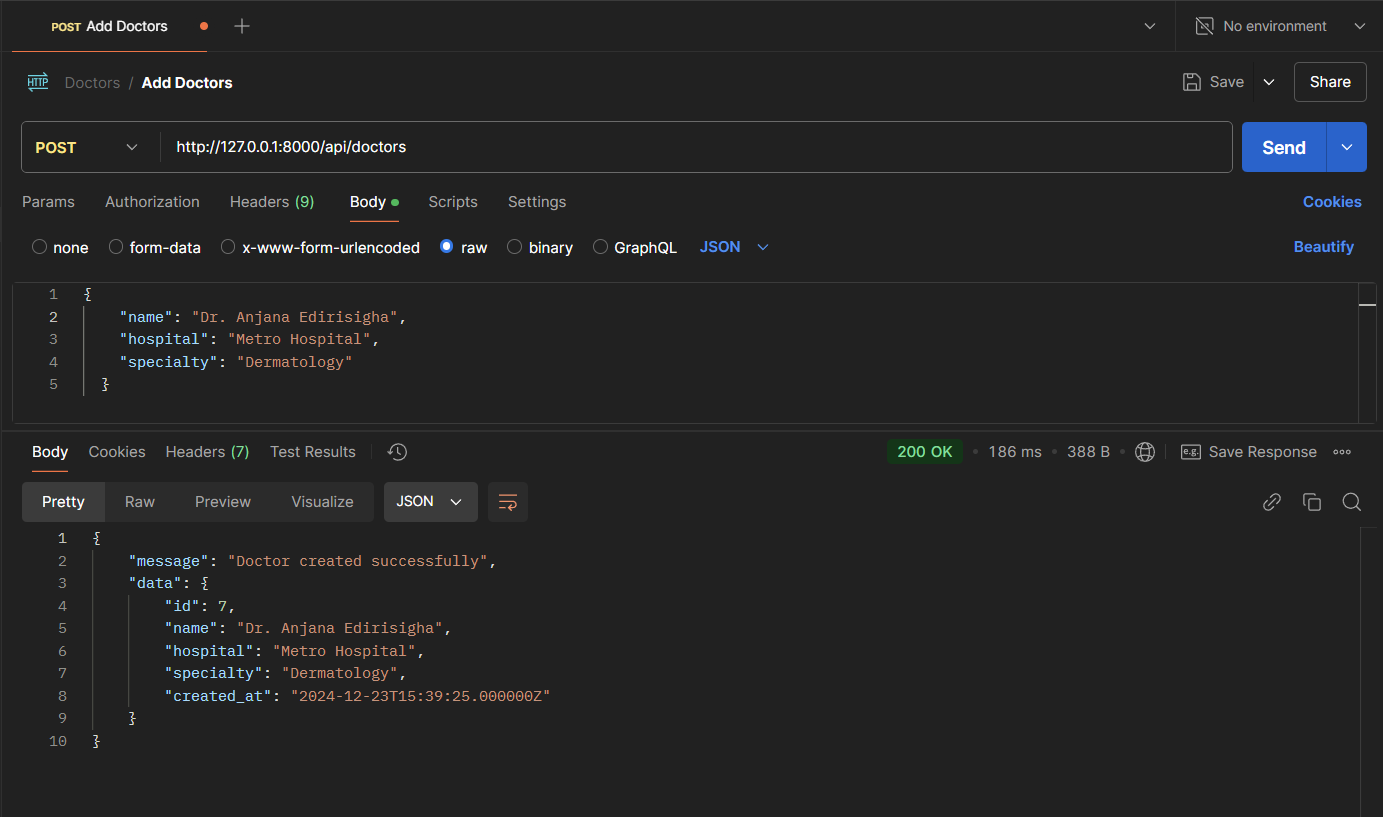 POST Add Doctors No environment
HTTP Doctors / Add Doctors Save Share
POST http://127.0.0.1:8000/api/doctors Send
Params Authorization Headers (9) Body Scripts Settings Cookies
none form-data x-www-form-urlencoded raw binary GraphQL JSON Beautify
1 {
2 "name": "Dr. Anjana Edirisigha",
3 "hospital": "Metro Hospital",
4 "specialty": "Dermatology"
5 }
Body Cookies Headers (7) Test Results 200 OK • 186 ms • 388 B • e.g. Save Response
Pretty Raw Preview Visualize JSON
1 {
2 "message": "Doctor created successfully",
3 "data": {
4 "id": 7,
5 "name": "Dr. Anjana Edirisigha",
6 "hospital": "Metro Hospital",
7 "specialty": "Dermatology",
8 "created_at": "2024-12-23T15:39:25.000000Z"
9 }
10 }